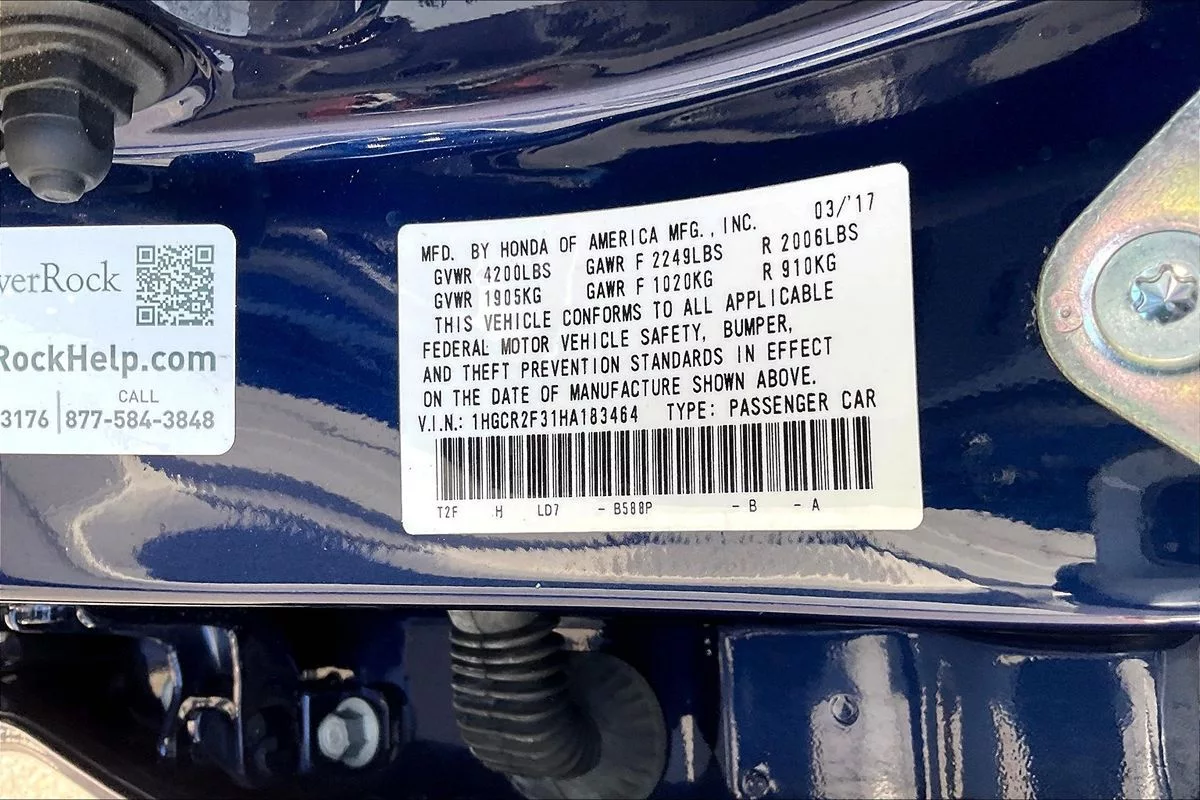 verRock
RockHelp.com
CALL
3176 | 877-584-3848
MFD. BY HONDA OF AMERICA MFG., INC. 03/'17
GVWR 4200LBS GAWR F 2249LBS R 2006LBS
GVWR 1905KG GAWR F 1020KG R 910KG
THIS VEHICLE CONFORMS TO ALL APPLICABLE
FEDERAL MOTOR VEHICLE SAFETY, BUMPER,
AND THEFT PREVENTION STANDARDS IN EFFECT
ON THE DATE OF MANUFACTURE SHOWN ABOVE.
V.I.N.: 1HGCR2F31HA183464 TYPE: PASSENGER CAR
T2F H LD7 - B588P - B - A